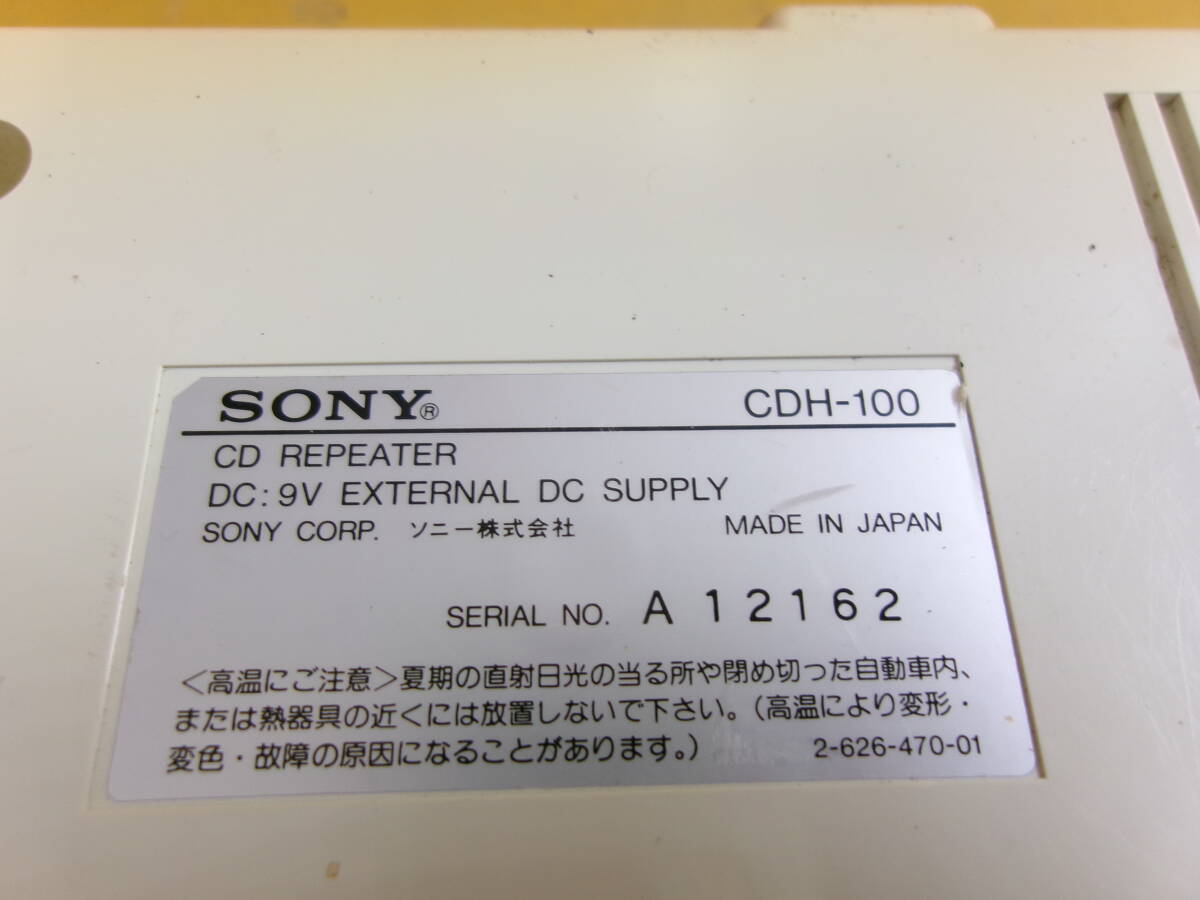 SONY®
CDH-100
CD REPEATER
DC: 9V EXTERNAL DC SUPPLY
SONY CORP. ソニー株式会社 MADE IN JAPAN
SERIAL NO. A 12162
＜高温にご注意＞夏期の直射日光の当る所や閉め切った自動車内、
または熱器具の近くには放置しないで下さい。（高温により変形・
変色・故障の原因になることがあります。） 2-626-470-01